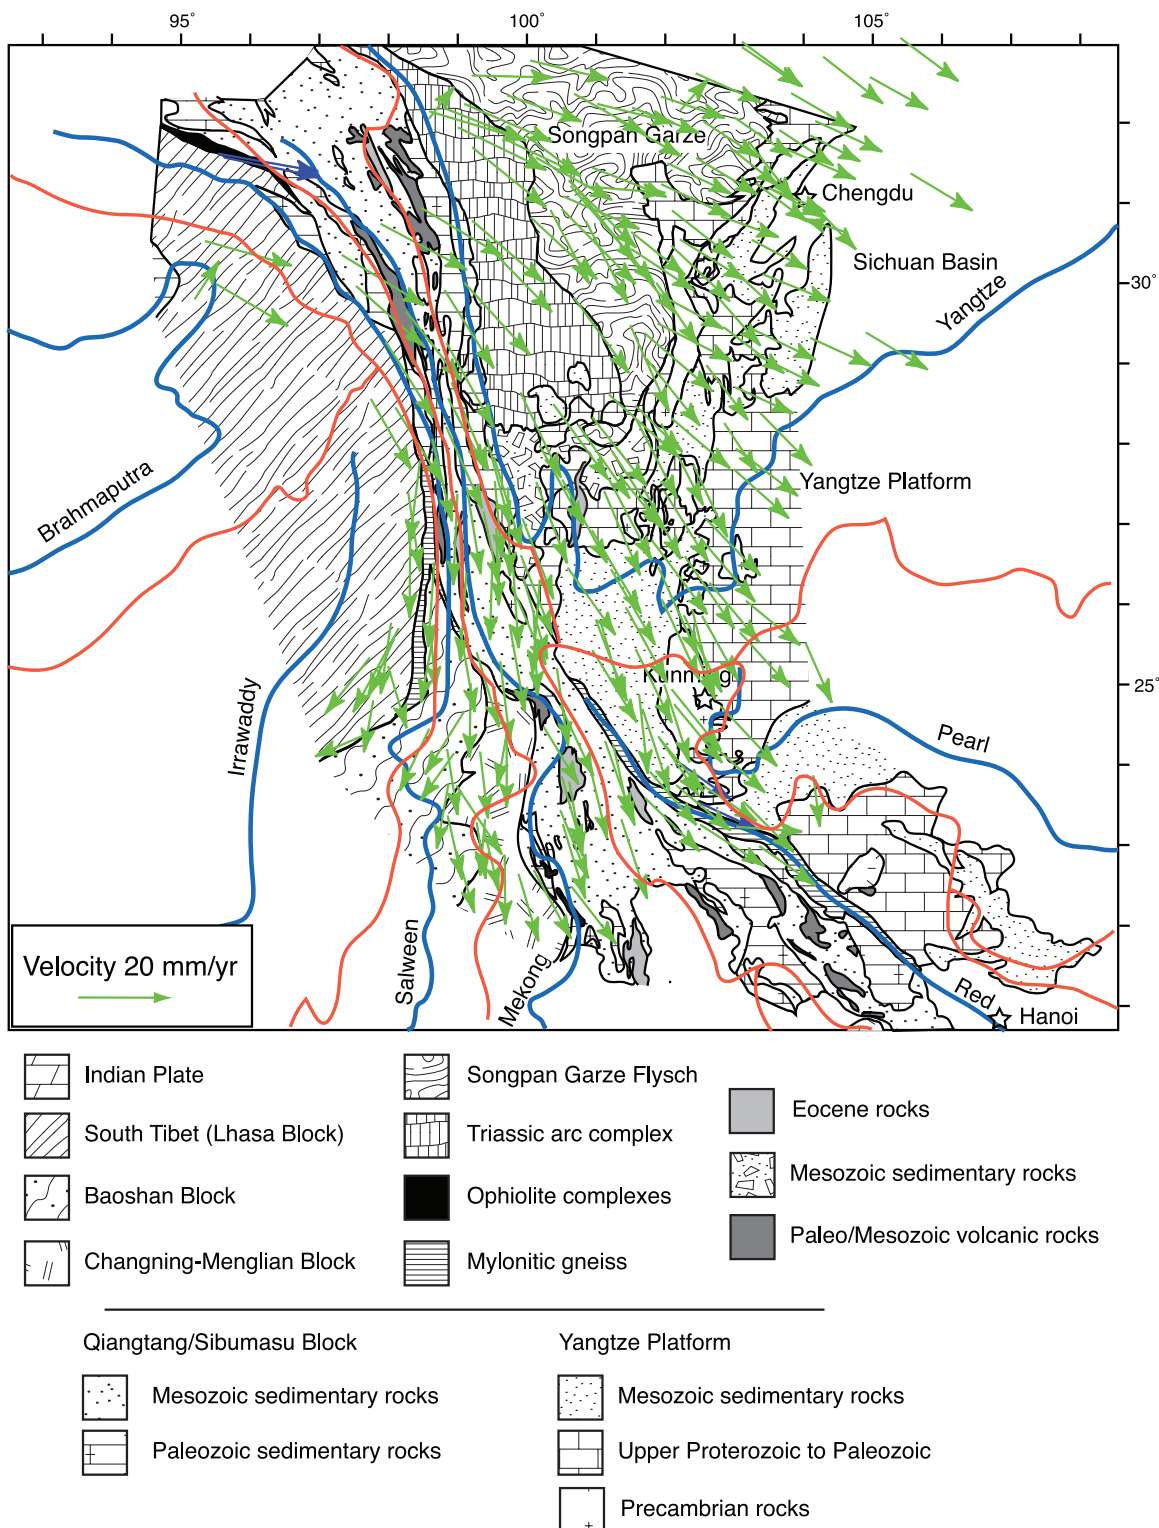 95°
100°
105°
Songpan Garze
Chengdu
Sichuan Basin
30°
Yangtze
Yangtze Platform
Brahmaputra
Kunming
25°
Irrawaddy
Pearl
Velocity 20 mm/yr
Salween
Mekong
Red
Hanoi
Indian Plate
South Tibet (Lhasa Block)
Baoshan Block
Changning-Menglian Block
Songpan Garze Flysch
Triassic arc complex
Ophiolite complexes
Mylonitic gneiss
Eocene rocks
Mesozoic sedimentary rocks
Paleo/Mesozoic volcanic rocks
Qiangtang/Sibumasu Block
Mesozoic sedimentary rocks
Paleozoic sedimentary rocks
Yangtze Platform
Mesozoic sedimentary rocks
Upper Proterozoic to Paleozoic
Precambrian rocks